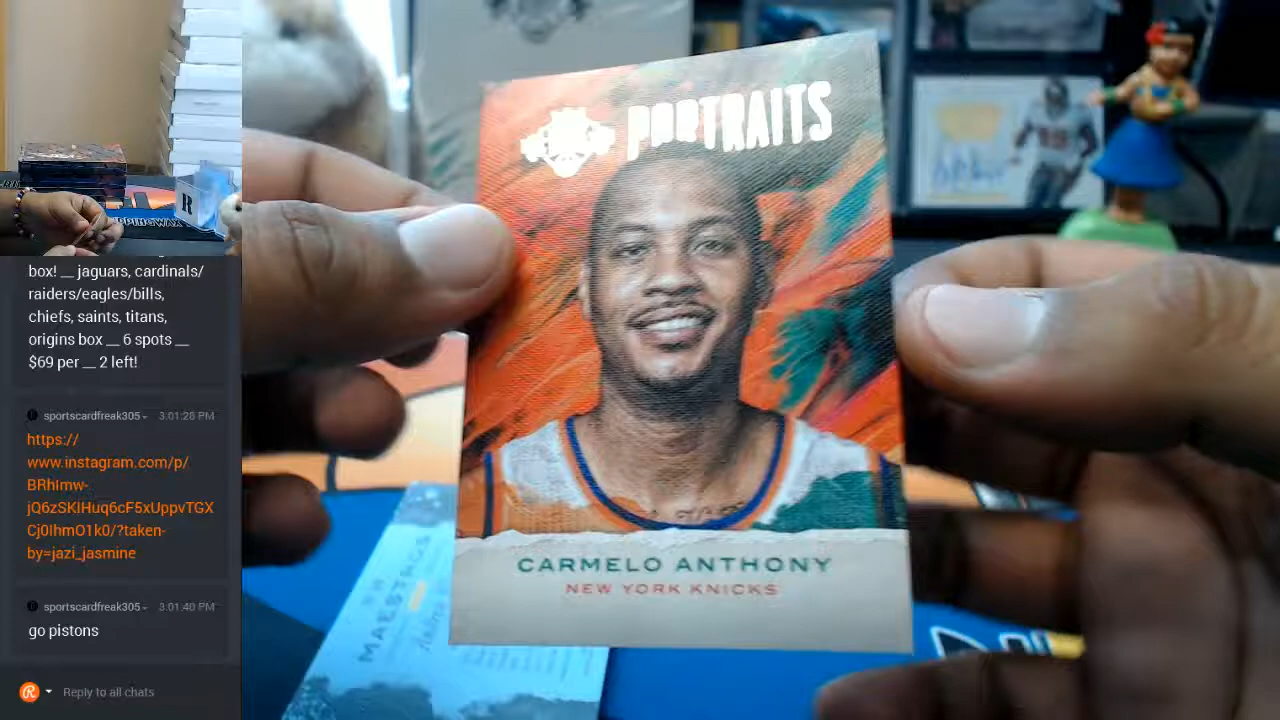 box! __ jaguars, cardinals/
raiders/eagles/bills,
chiefs, saints, titans,
origins box __ 6 spots __
$69 per __ 2 left!
sportscardfreak305
3:01:28 PM
https://
www.instagram.com/p/
BRhImw-
jQ6zSKlHuq6cF5xUppvTGX
Cj0IhmO1k0/?taken-
by=jazi_jasmine
sportscardfreak305
3:01:40 PM
go pistons
Reply to all chats
PORTRAITS
CARMELO ANTHONY
NEW YORK KNICKS
MAESTROS
R